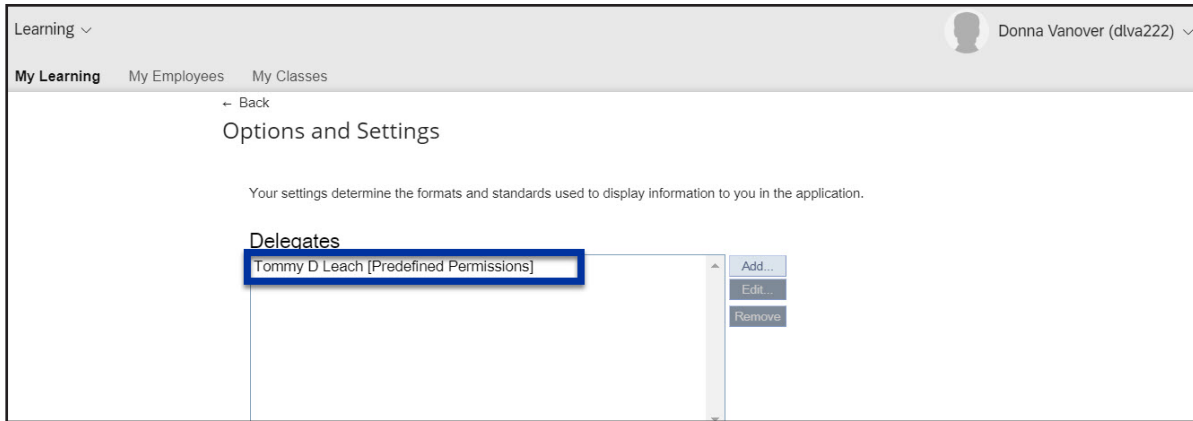 Learning
Donna Vanover (dlva222)
My Learning My Employees My Classes
← Back
Options and Settings
Your settings determine the formats and standards used to display information to you in the application.
Delegates
Tommy D Leach [Predefined Permissions]
Add...
Edit...
Remove